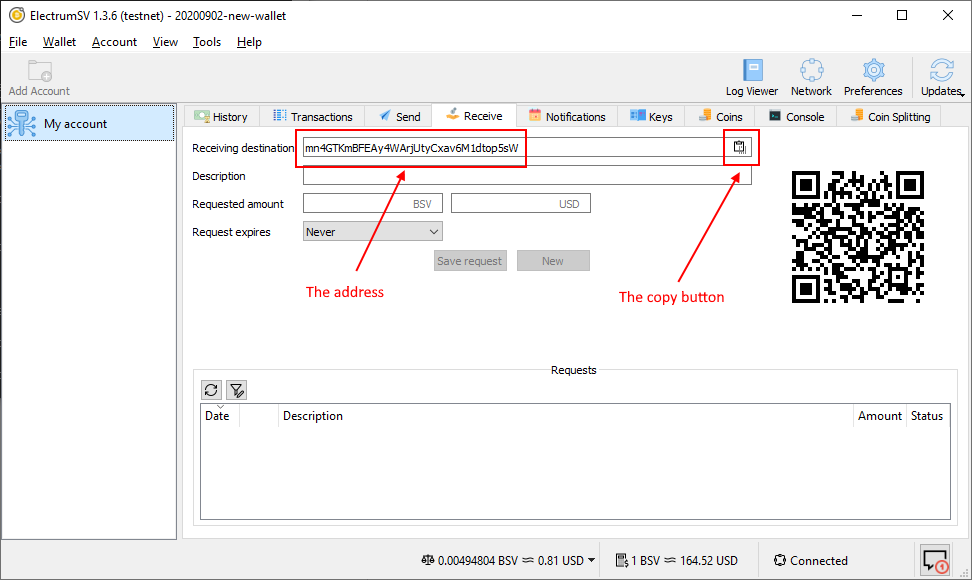 ElectrumSV 1.3.6 (testnet) - 20200902-new-wallet
File Wallet Account View Tools Help
Add Account Log Viewer Network Preferences Updates
My account
History Transactions Send Receive Notifications Keys Coins Console Coin Splitting
Receiving destination mn4GTKmBFEAy4WArjUtyCxav6M1dtop5sW
Description
Requested amount BSV USD
Request expires Never
Save request New
The address
The copy button
Requests
Date Description Amount Status
0.00494804 BSV ≈ 0.81 USD 1 BSV ≈ 164.52 USD Connected
1